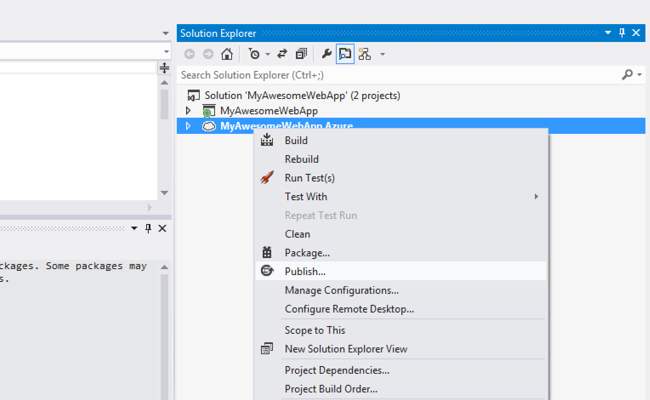 Solution Explorer
Search Solution Explorer (Ctrl+;)
Solution 'MyAwesomeWebApp' (2 projects)
MyAwesomeWebApp
MyAwesomeWebApp.Azure
Build
Rebuild
Run Test(s)
Test With
Repeat Test Run
Clean
Package...
ckages. Some packages may
Publish...
s.
Manage Configurations...
Configure Remote Desktop...
Scope to This
New Solution Explorer View
Project Dependencies...
Project Build Order...